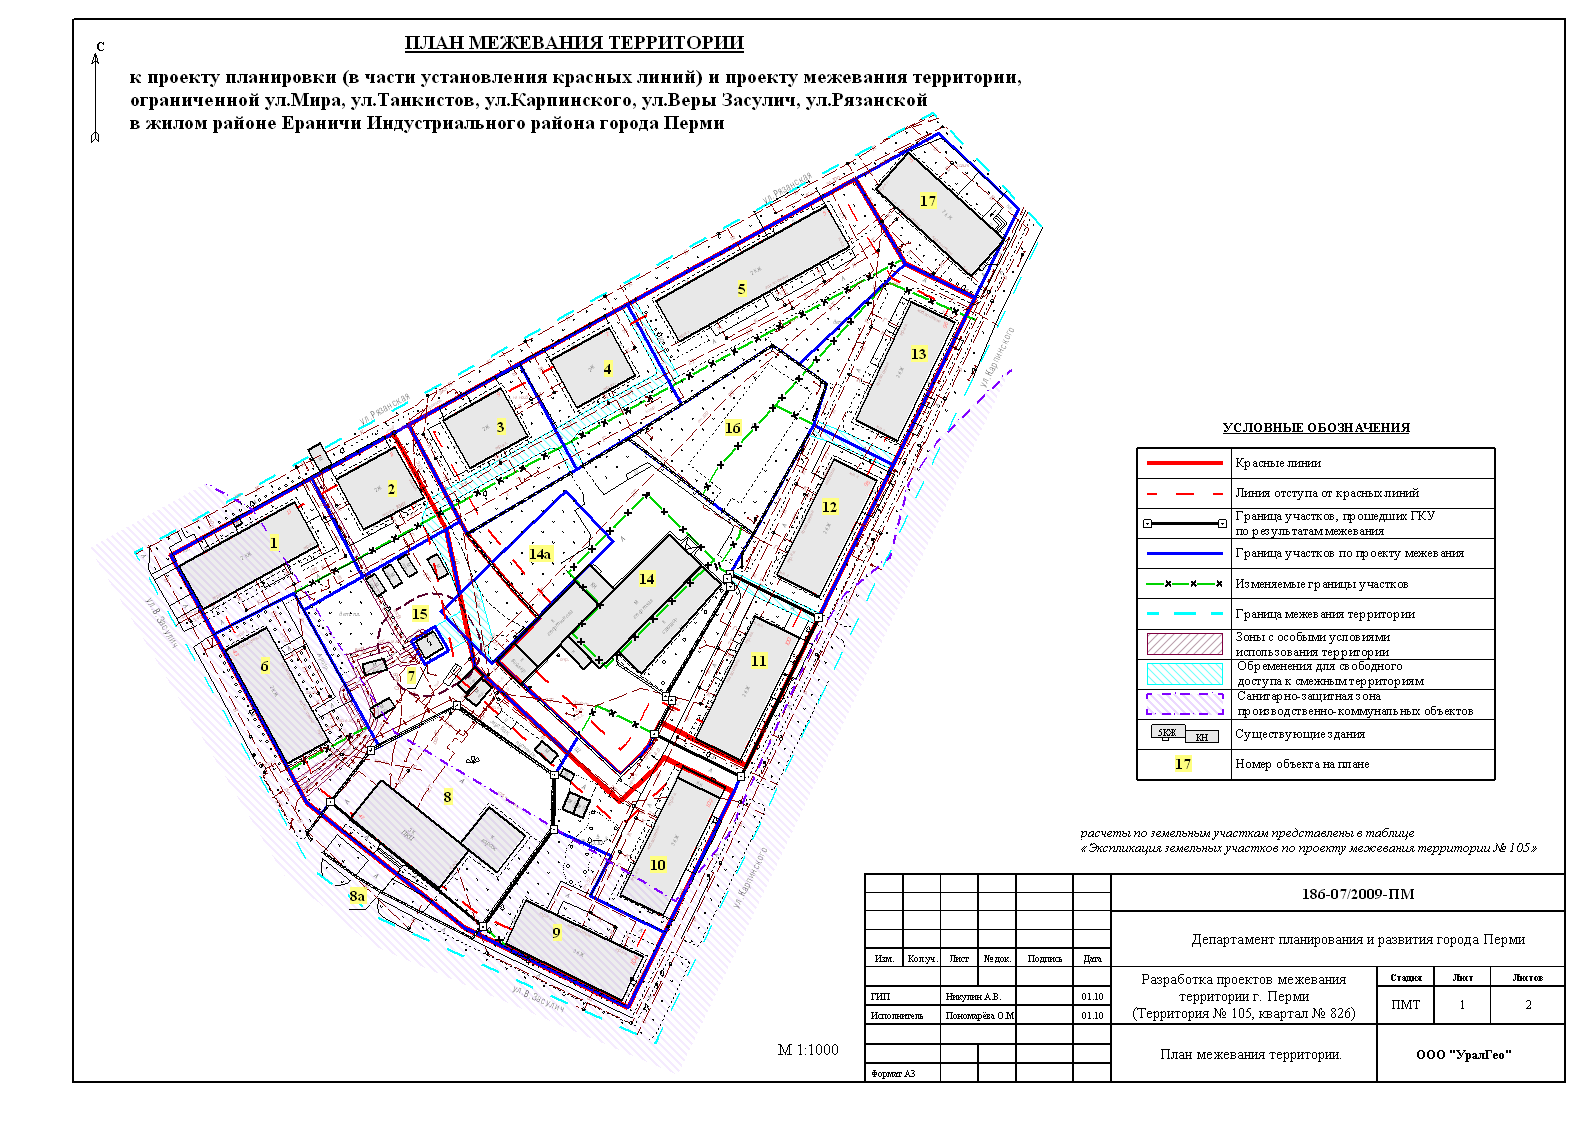 ПЛАН МЕЖЕВАНИЯ ТЕРРИТОРИИ
С
к проекту планировки (в части установления красных линий) и проекту межевания территории,
ограниченной ул.Мира, ул.Танкистов, ул.Карпинского, ул.Веры Засулич, ул.Рязанской
в жилом районе Ераничи Индустриального района города Перми
ул.Рязанская
17
5
ул.Карпинского
13
4
ул.Рязанская
3
16
2
12
1
14а
14
15
ул.В.Засулич
6
7
11
8
10
8а
9
ул.Карпинского
ул.В.Засулич
УСЛОВНЫЕ ОБОЗНАЧЕНИЯ
Красные линии
Линия отступа от красных линий
Граница участков, прошедших ГКУ
по результатам межевания
Граница участков по проекту межевания
Изменяемые границы участков
Граница межевания территории
Зоны с особыми условиями
использования территории
Обременения для свободного
доступа к смежным территориям
Санитарно-защитная зона
производственно-коммунальных объектов
5КЖ
КН
Существующие здания
17
Номер объекта на плане
расчеты по земельным участкам представлены в таблице
«Экспликация земельных участков по проекту межевания территории № 105»
186-07/2009-ПМ
Департамент планирования и развития города Перми
Изм. Кол.уч. Лист №док. Подпись Дата
Разработка проектов межевания
территории г. Перми
(Территория № 105, квартал № 826)
Стадия Лист Листов
ПМТ 1 2
ГИП Никулин А.В. 01.10
Исполнитель Пономарёва О.М 01.10
М 1:1000
План межевания территории.
ООО "УралГео"
Формат А3